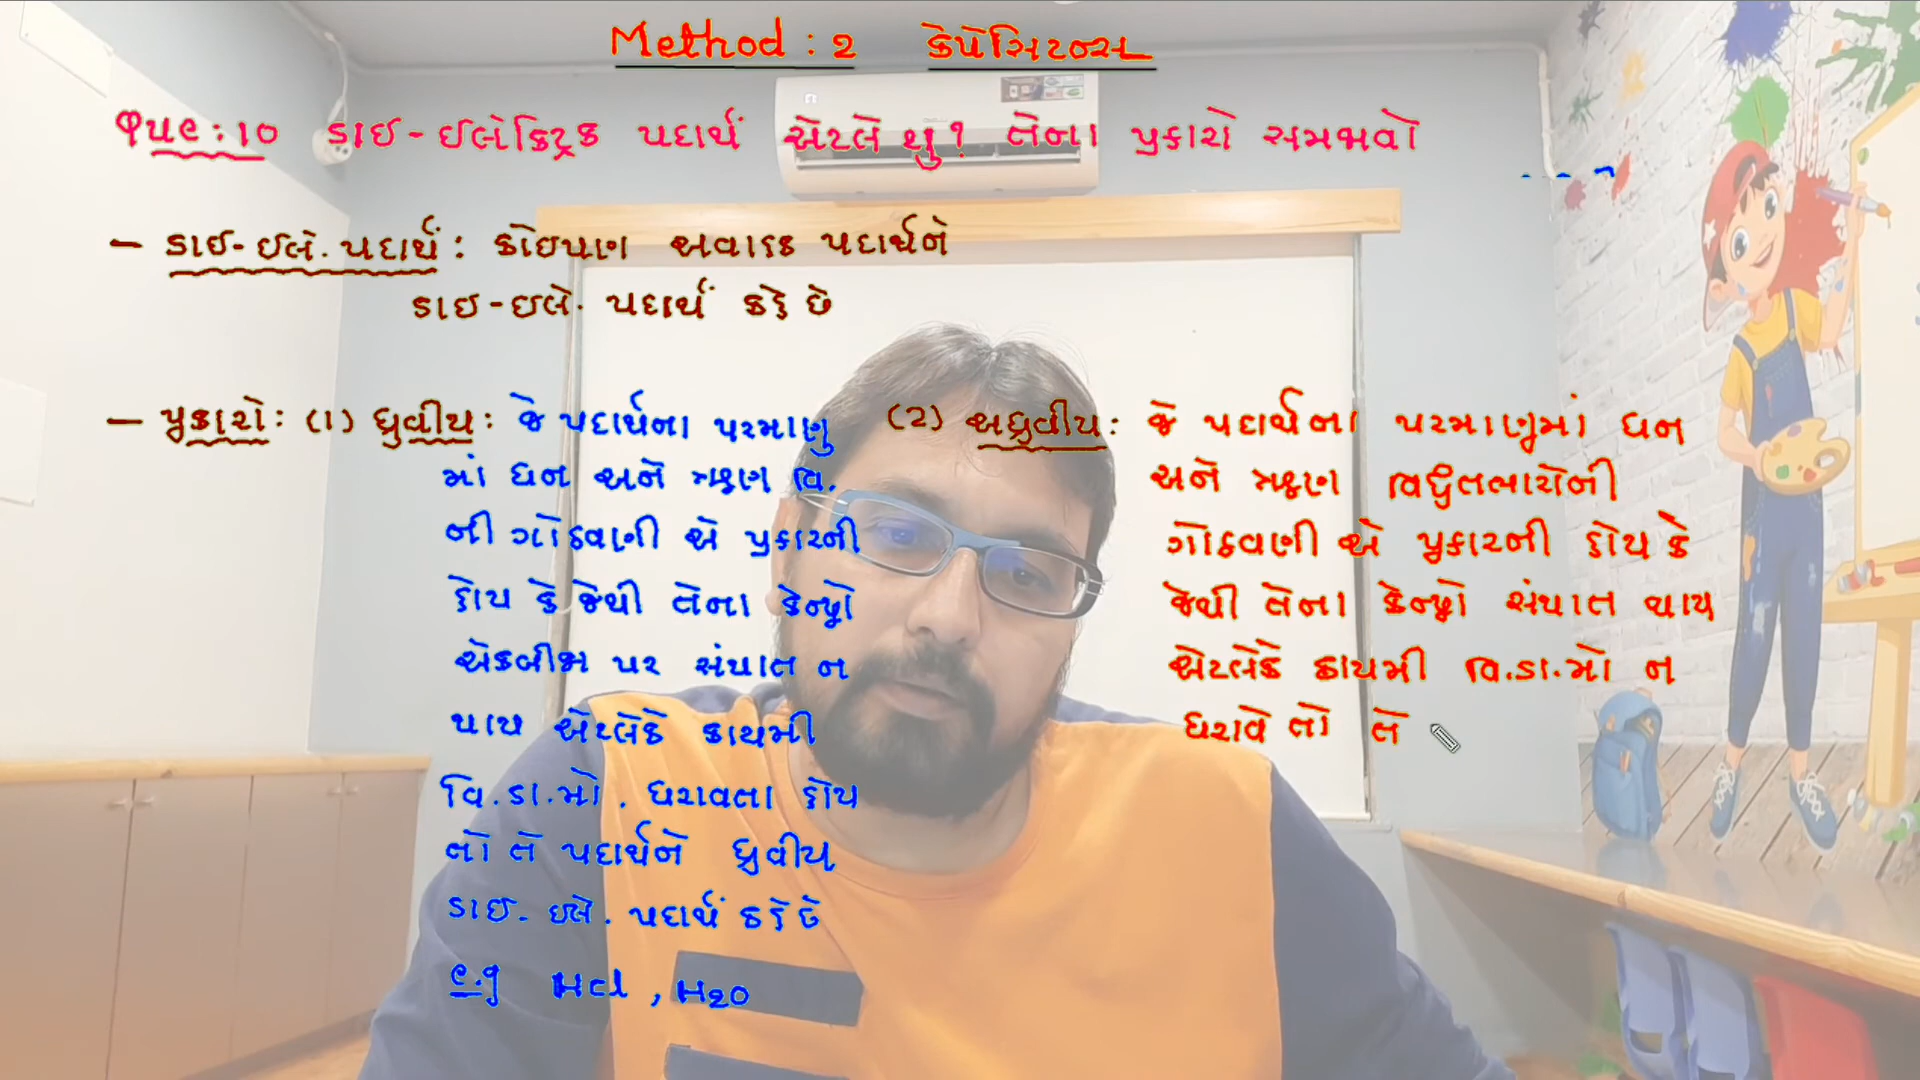 Method : 2 કેપેસિટન્સ
Que : 10 ડાઇ - ઇલેક્ટ્રિક પદાર્થ એટલે શુ? તેના પ્રકારો સમજાવો
- ડાઇ-ઇલે. પદાર્થ : કોઇપણ અવાહક પદાર્થને
ડાઇ-ઇલે. પદાર્થ કહે છે
- પ્રકારો : (1) ધ્રુવીય : જે પદાર્થના પરમાણુ
માં ધન અને ઋણ વિ.
ની ગોઠવણી એ પ્રકારની
હોય કે જેથી તેના કેન્દ્રો
એકબીજા પર સંપાત ન
થાય એટલેકે કાયમી
વિ.ડા.મો. ધરાવતા હોય
તો તે પદાર્થને ધ્રુવીય
ડાઇ- ઇલે. પદાર્થ કહે છે
e.g HCl , H2O
(2) અધ્રુવીય : જે પદાર્થના પરમાણુમાં ધન
અને ઋણ વિદ્યુતભારોની
ગોઠવણી એ પ્રકારની હોય કે
જેથી તેના કેન્દ્રો સંપાત થાય
એટલેકે કાયમી વિ.ડા.મો ન
ધરાવે તો તે